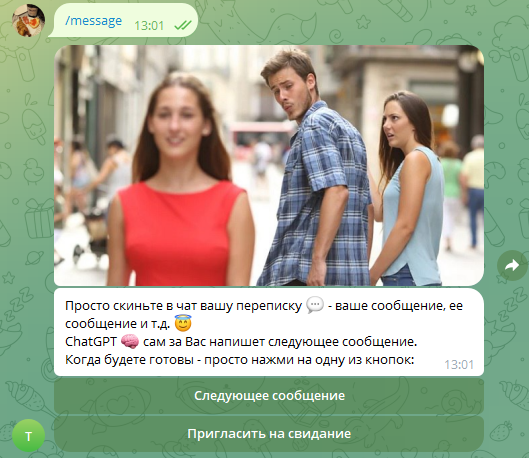 /message 13:01
Просто скиньте в чат вашу переписку 💬 - ваше сообщение, ее
сообщение и т.д. 😇
ChatGPT 🧠 сам за Вас напишет следующее сообщение.
Когда будете готовы - просто нажми на одну из кнопок:
13:01
Следующее сообщение
Т
Пригласить на свидание